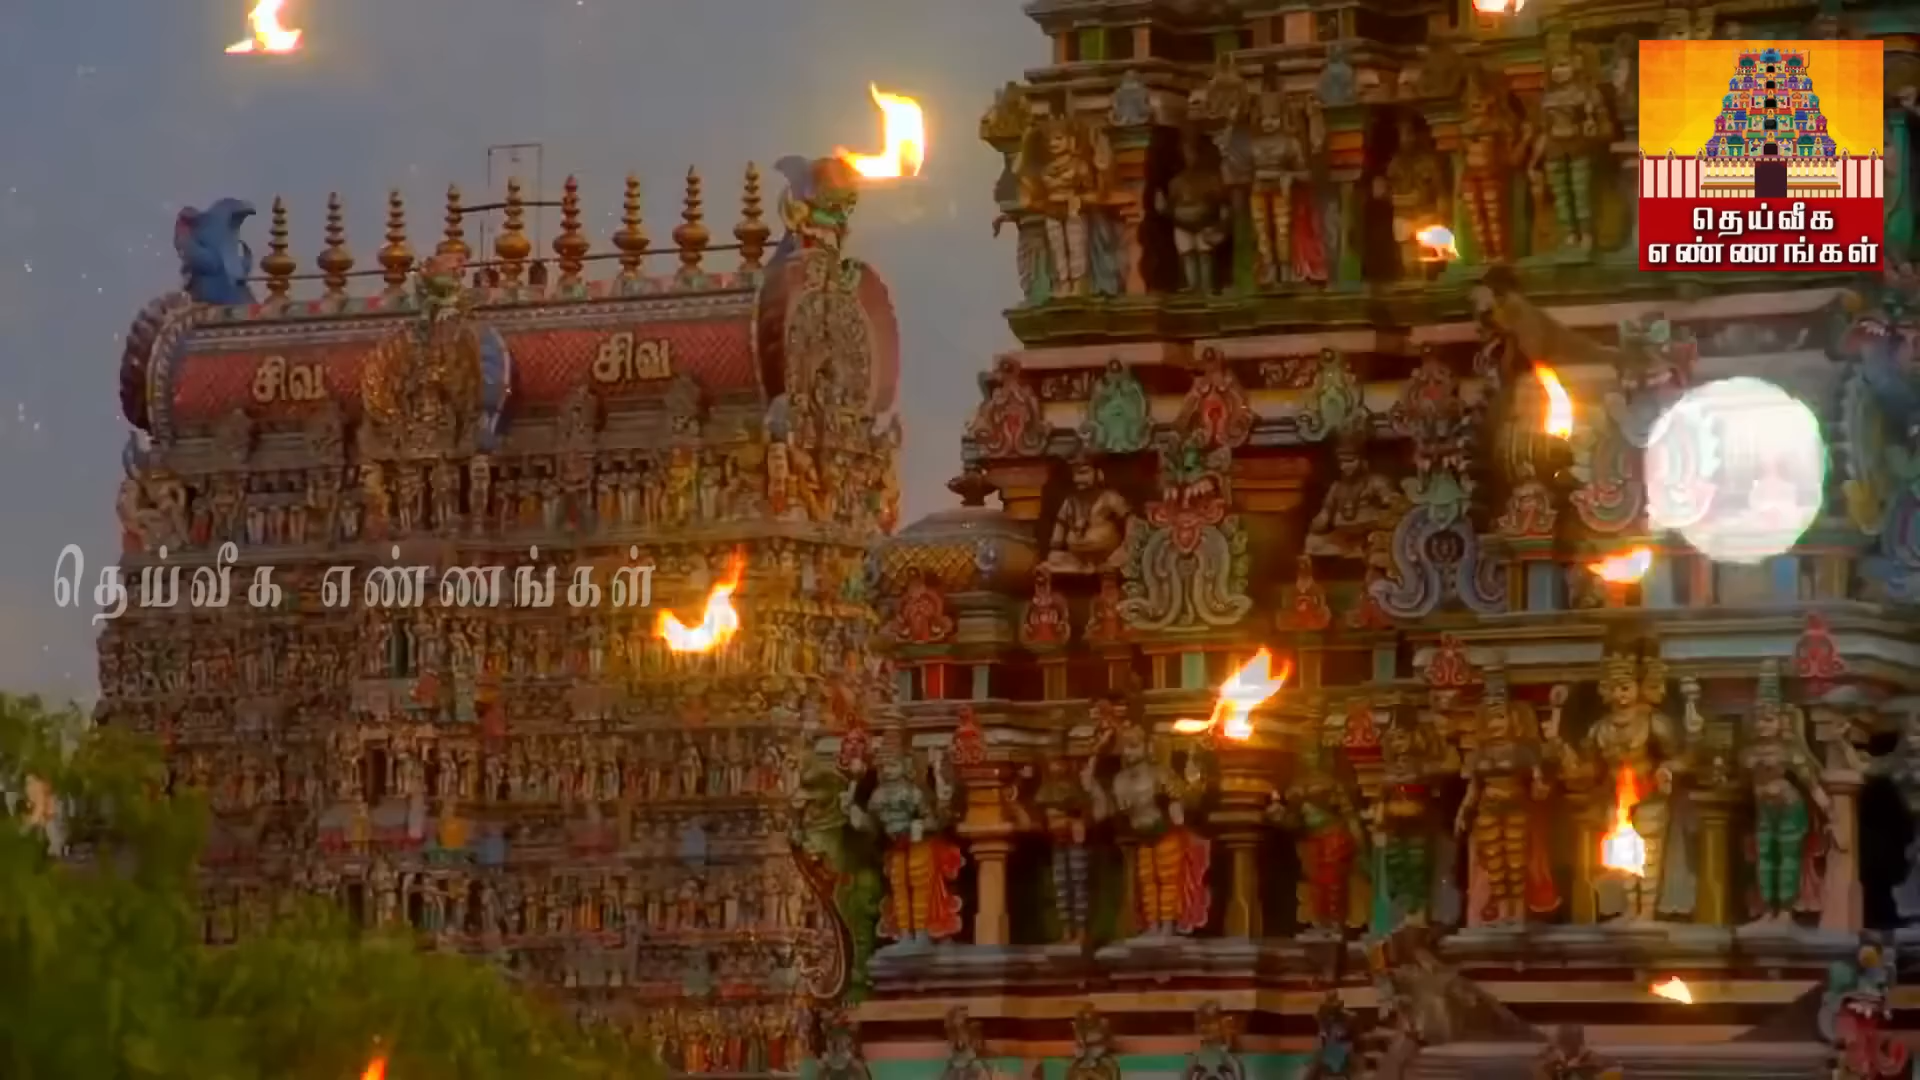 சிவ
சிவ
தெய்வீக எண்ணங்கள்
தெய்வீக
எண்ணங்கள்